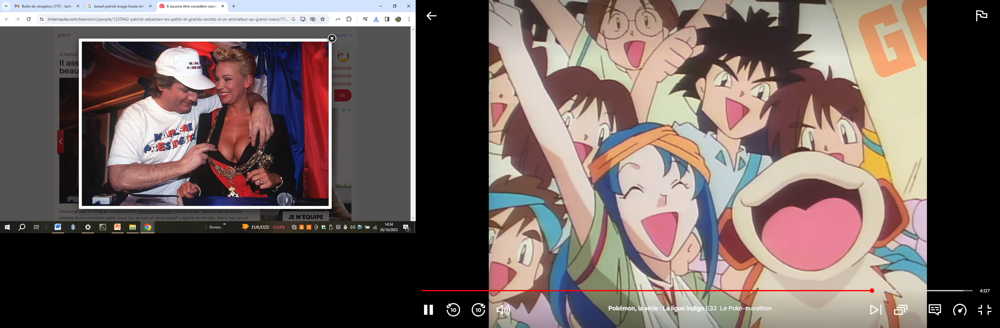 Boîte de réception (717) - bella
beauf patrick image haute def
Il assume être considéré comm
linternaute.com/television/people/1235842-patrick-sebastien-les-petits-et-grands-secrets-d-un-animateur-au-grand-coeur/17...
gites.fr
Ouvrir
Patrick
Il ass
beau
exemple
exemple
exemple
Ok
MARL
PRESIDE
MARLENE
PRESIDENTE
Interrogé par TV Mag en octobre 2017, Patrick Sébastien précise subir "depuis trente ans le
mépris d'une certaine caste, pour qui je suis un gros beauf vulgaire et inculte. Alors oui, j'en ai
JE M'ÉQUIPE
Bureau
EUR/DZD -0.64%
14:34
26/10/2023
1
GO
4:07
10
10
Pokémon, la série : La ligue indigo E32 Le Poké-marathon